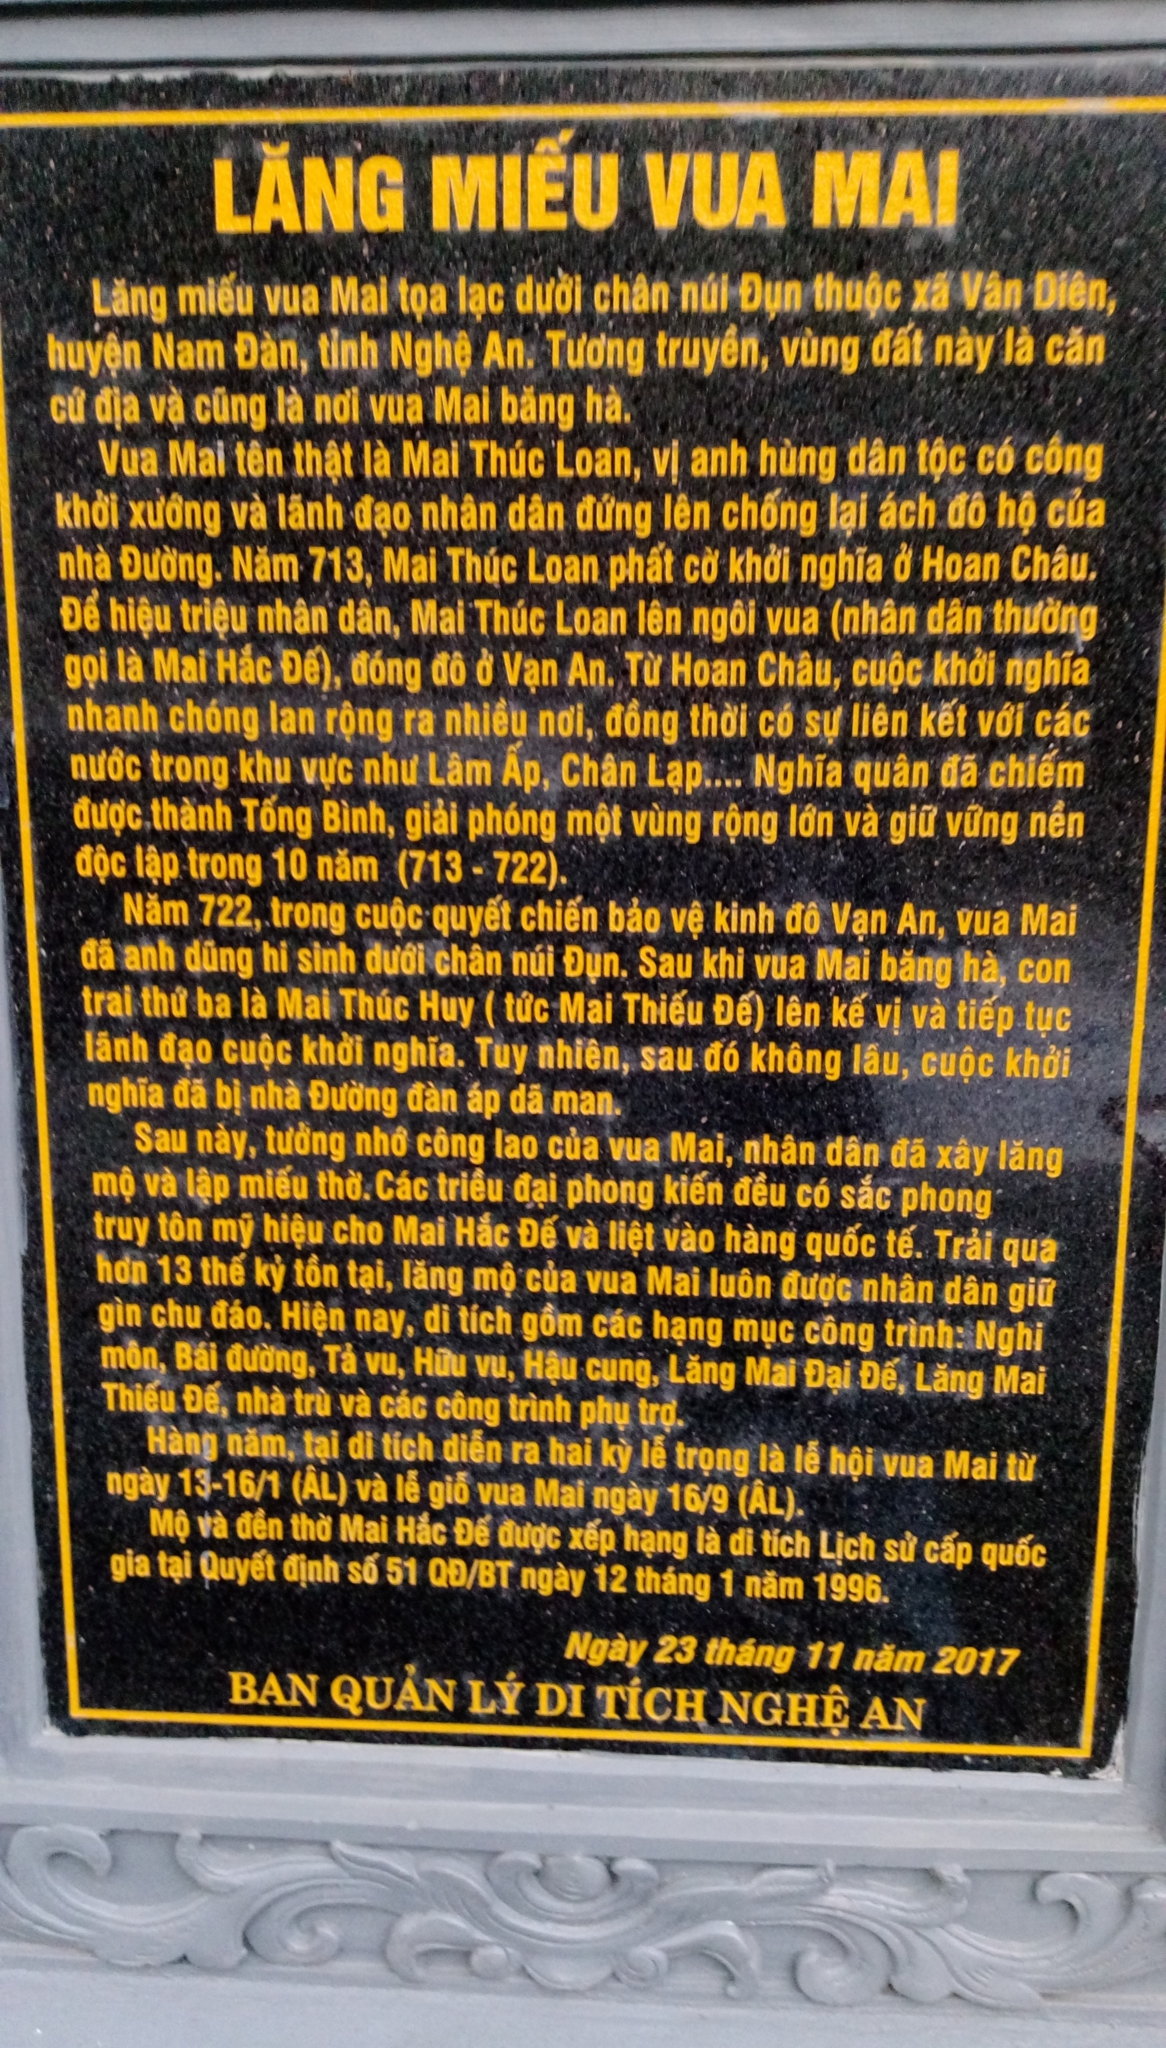 LĂNG MIẾU VUA MAI
Lăng miếu vua Mai tọa lạc dưới chân núi Đụn thuộc xã Vân Diên,
huyện Nam Đàn, tỉnh Nghệ An. Tương truyền, vùng đất này là căn
cứ địa và cũng là nơi vua Mai băng hà.
Vua Mai tên thật là Mai Thúc Loan, vị anh hùng dân tộc có công
khởi xướng và lãnh đạo nhân dân đứng lên chống lại ách đô hộ của
nhà Đường. Năm 713, Mai Thúc Loan phất cờ khởi nghĩa ở Hoan Châu.
Để hiệu triệu nhân dân, Mai Thúc Loan lên ngôi vua (nhân dân thường
gọi là Mai Hắc Đế), đóng đô ở Vạn An. Từ Hoan Châu, cuộc khởi nghĩa
nhanh chóng lan rộng ra nhiều nơi, đồng thời có sự liên kết với các
nước trong khu vực như Lâm Ấp, Chân Lạp.... Nghĩa quân đã chiếm
được thành Tống Bình, giải phóng một vùng rộng lớn và giữ vững nền
độc lập trong 10 năm (713 - 722).
Năm 722, trong cuộc quyết chiến bảo vệ kinh đô Vạn An, vua Mai
đã anh dũng hi sinh dưới chân núi Đụn. Sau khi vua Mai băng hà, con
trai thứ ba là Mai Thúc Huy ( tức Mai Thiếu Đế) lên kế vị và tiếp tục
lãnh đạo cuộc khởi nghĩa. Tuy nhiên, sau đó không lâu, cuộc khởi
nghĩa đã bị nhà Đường đàn áp dã man.
Sau này, tưởng nhớ công lao của vua Mai, nhân dân đã xây lăng
mộ và lập miếu thờ. Các triều đại phong kiến đều có sắc phong
truy tôn mỹ hiệu cho Mai Hắc Đế và liệt vào hàng quốc tế. Trải qua
hơn 13 thế kỷ tồn tại, lăng mộ của vua Mai luôn được nhân dân giữ
gìn chu đáo. Hiện nay, di tích gồm các hạng mục công trình: Nghi
môn, Bái đường, Tả vu, Hữu vu, Hậu cung, Lăng Mai Đại Đế, Lăng Mai
Thiếu Đế, nhà trù và các công trình phụ trợ.
Hàng năm, tại di tích diễn ra hai kỳ lễ trọng là lễ hội vua Mai từ
ngày 13-16/1 (ÂL) và lễ giỗ vua Mai ngày 16/9 (ÂL).
Mộ và đền thờ Mai Hắc Đế được xếp hạng là di tích Lịch sử cấp quốc
gia tại Quyết định số 51 QĐ/BT ngày 12 tháng 1 năm 1996.
Ngày 23 tháng 11 năm 2017
BAN QUẢN LÝ DI TÍCH NGHỆ AN